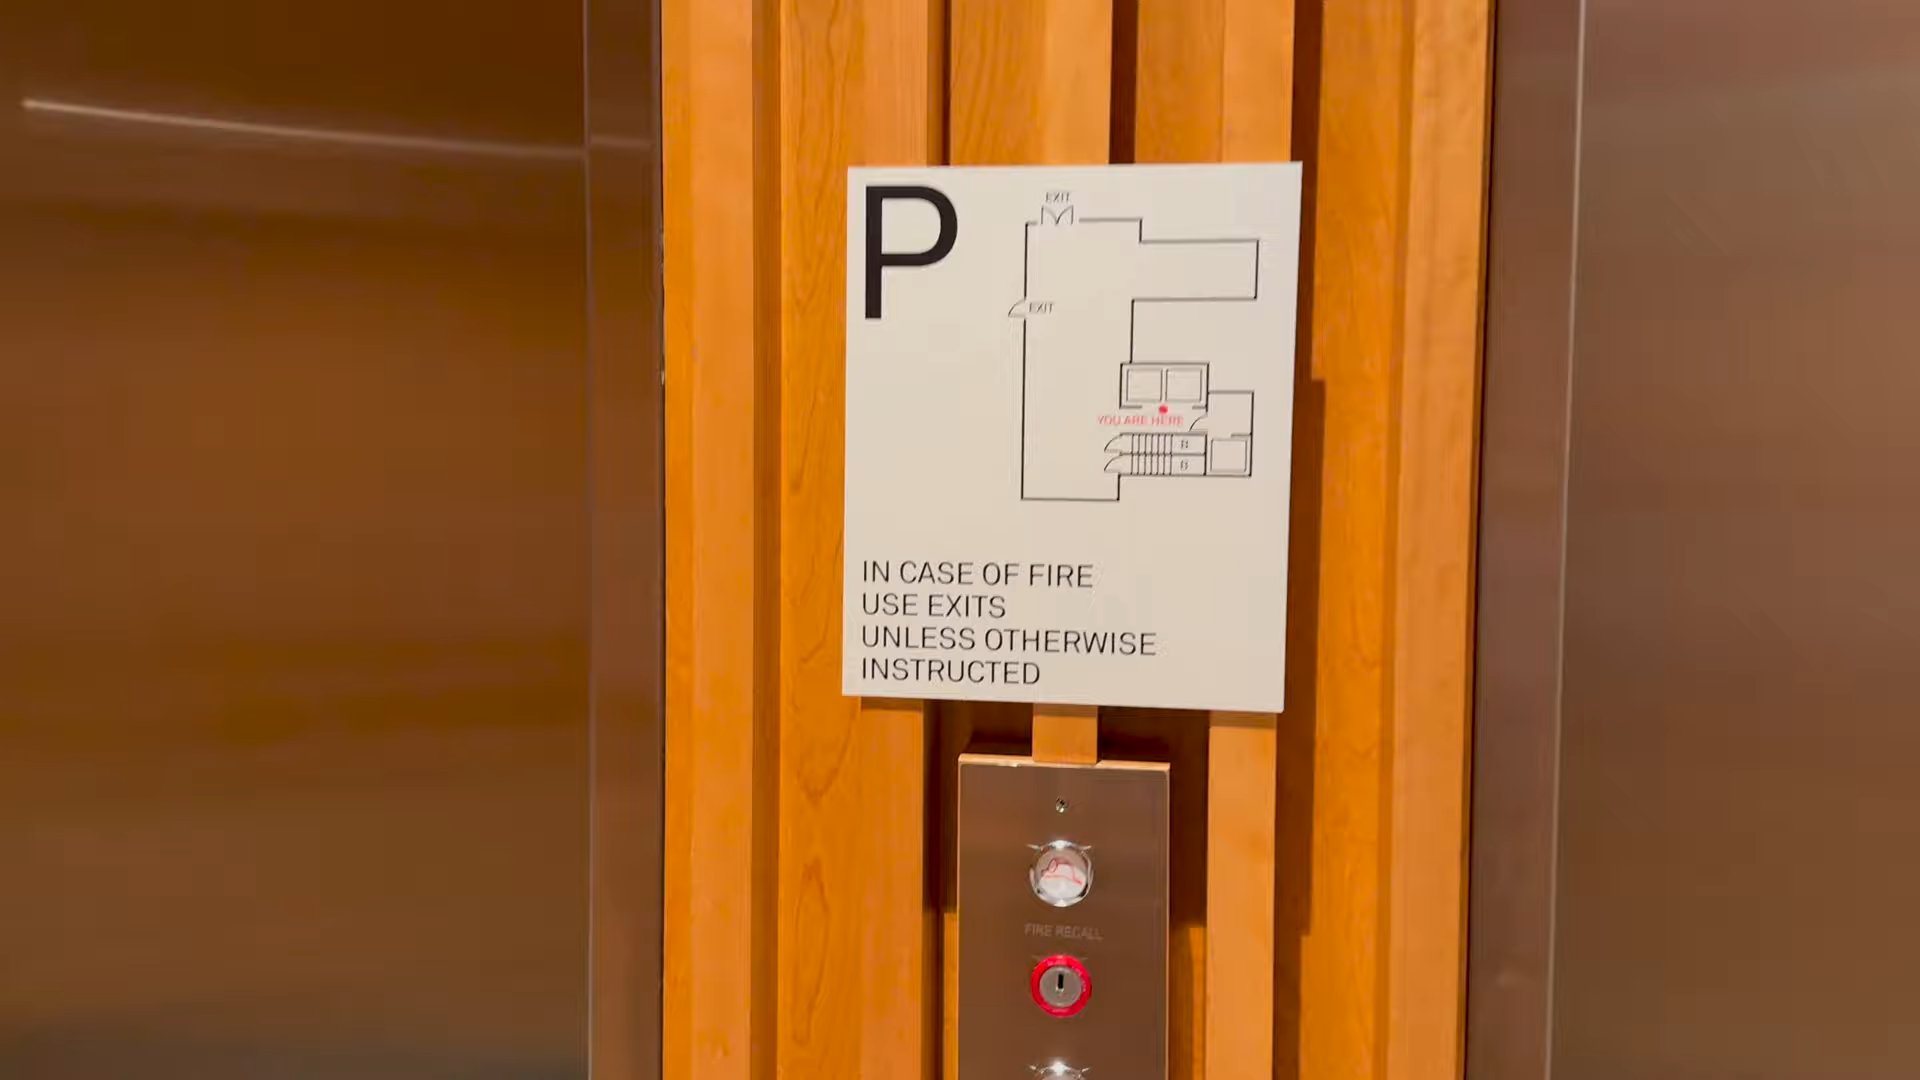 P
EXIT
EXIT
YOU ARE HERE
IN CASE OF FIRE
USE EXITS
UNLESS OTHERWISE
INSTRUCTED
FIRE RECALL